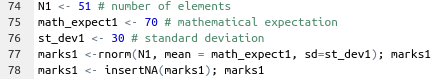 74 N1 <- 51 # number of elements
75 math_expect1 <- 70 # mathematical expectation
76 st_dev1 <- 30 # standard deviation
77 marks1 <-rnorm(N1, mean = math_expect1, sd=st_dev1); marks1
78 marks1 <- insertNA(marks1); marks1